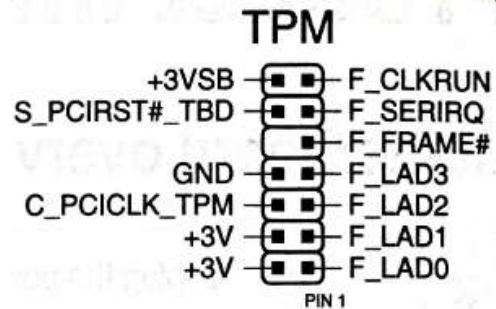 TPM
+3VSB F_CLKRUN
S_PCIRST#_TBD F_SERIRQ
F_FRAME#
GND F_LAD3
C_PCICLK_TPM F_LAD2
+3V F_LAD1
+3V F_LAD0
PIN 1